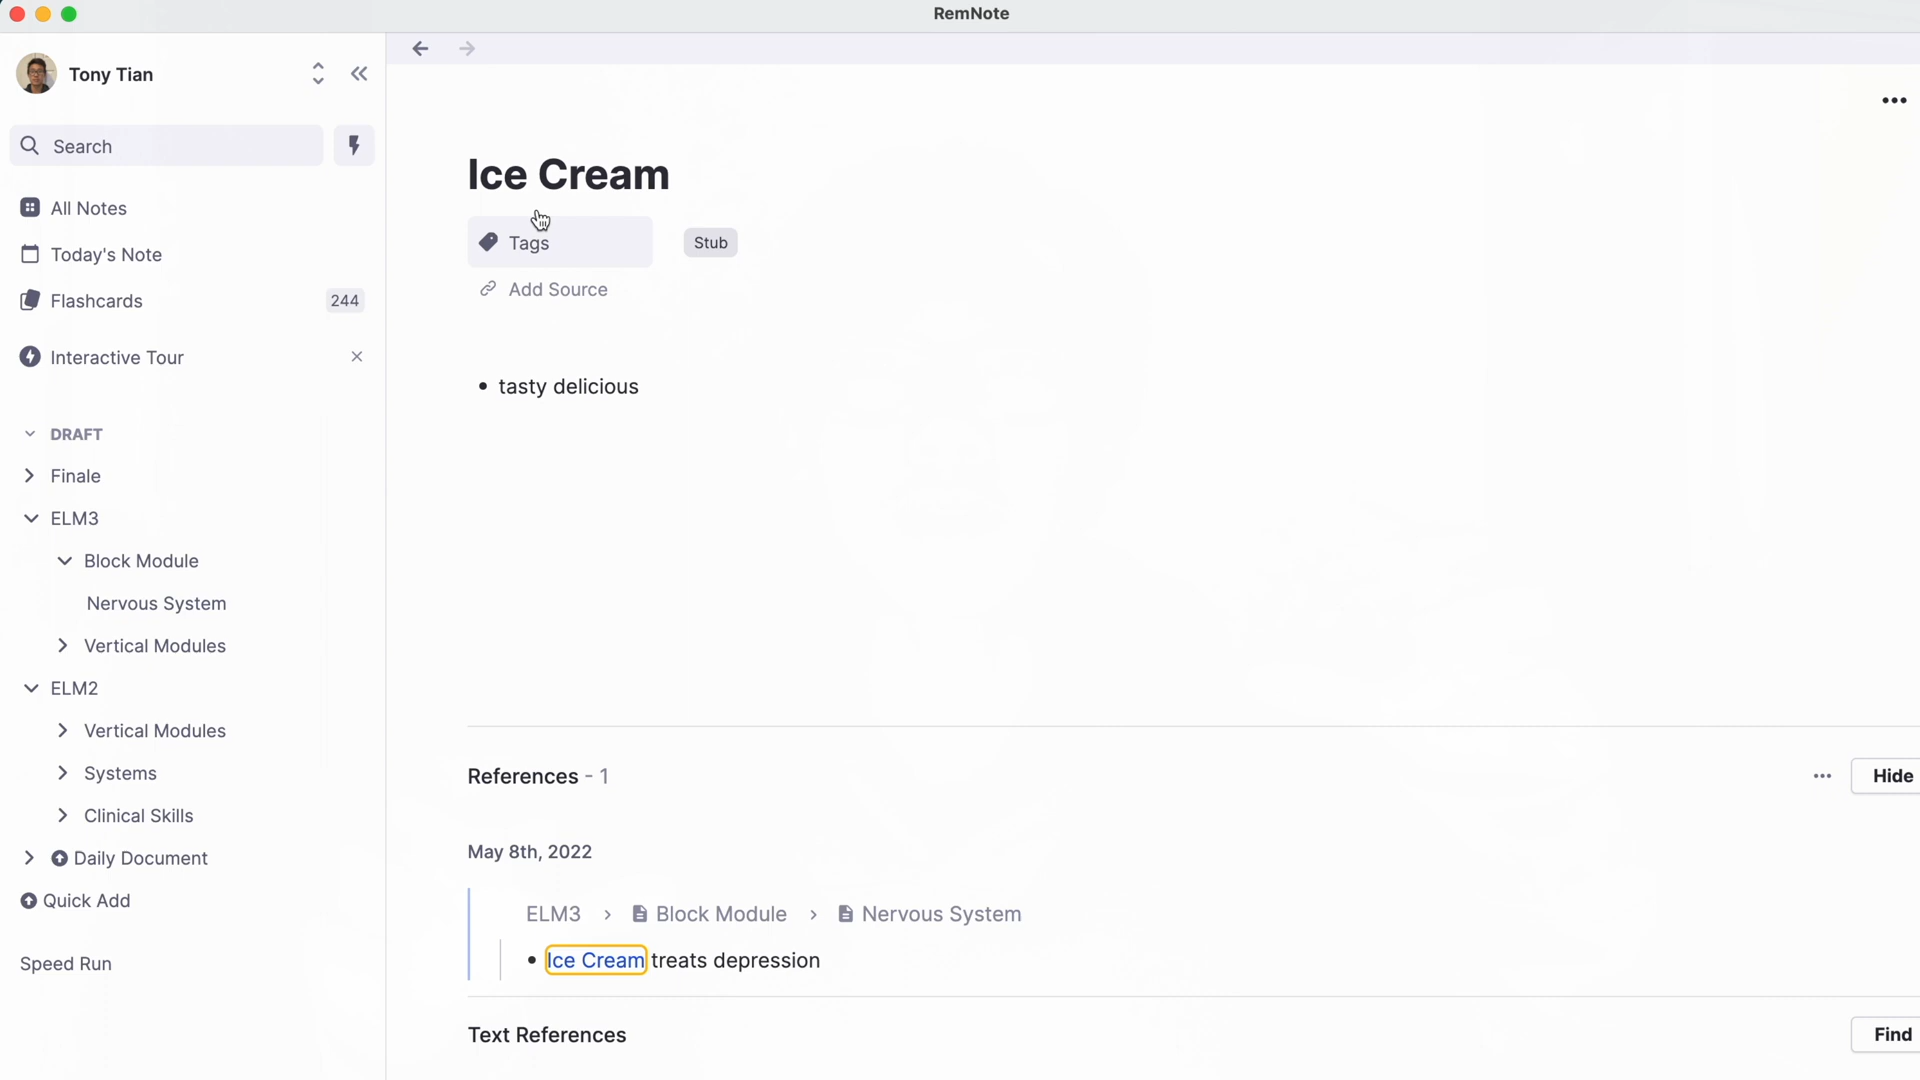 RemNote
Tony Tian
Search
All Notes
Today's Note
Flashcards 244
Interactive Tour
DRAFT
Finale
ELM3
Block Module
Nervous System
Vertical Modules
ELM2
Vertical Modules
Systems
Clinical Skills
Daily Document
Quick Add
Speed Run
Ice Cream
Tags Stub
Add Source
• tasty delicious
References - 1
Hide
May 8th, 2022
ELM3 > Block Module > Nervous System
• Ice Cream treats depression
Text References
Find